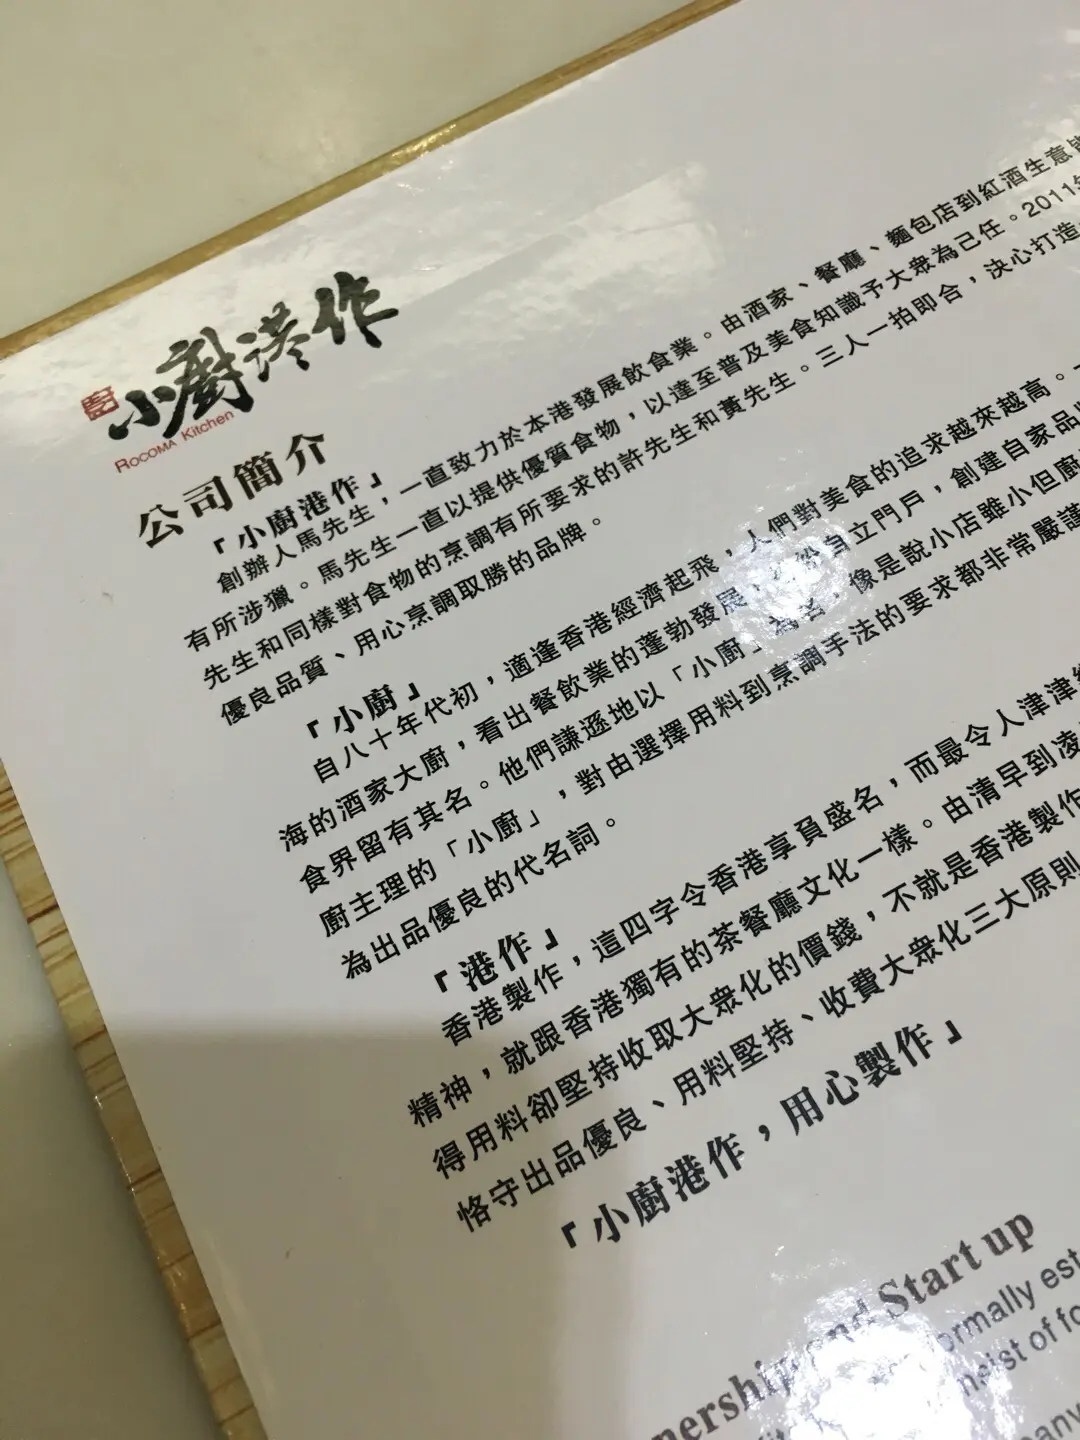 小廚港作
ROCOMA Kitchen
公司簡介
「小廚港作」
創辦人馬先生，一直致力於本港發展飲食業。由酒家、餐廳、麵包店到紅酒生意皆
有所涉獵。馬先生一直以提供優質食物，以達至普及美食知識予大眾為己任。2011
先生和同樣對食物的烹調有所要求的許先生和黃先生。三人一拍即合，決心打造
優良品質、用心烹調取勝的品牌。
「小廚」
自八十年代初，適逢香港經濟起飛，人們對美食的追求越來越高。
海的酒家大廚，看出餐飲業的蓬勃發展，紛紛自立門戶，創建自家品
食界留有其名。他們謙遜地以「小廚」為名，像是說小店雖小但廚
廚主理的「小廚」，對由選擇用料到烹調手法的要求都非常嚴謹
為出品優良的代名詞。
「港作」
香港製作，這四字令香港享負盛名，而最令人津津
精神，就跟香港獨有的茶餐廳文化一樣。由清早到凌
得用料卻堅持收取大眾化的價錢，不就是香港製作
恪守出品優良、用料堅持、收費大眾化三大原則
「小廚港作，用心製作」
nership and Start up
ormally est
nsist of fo
any